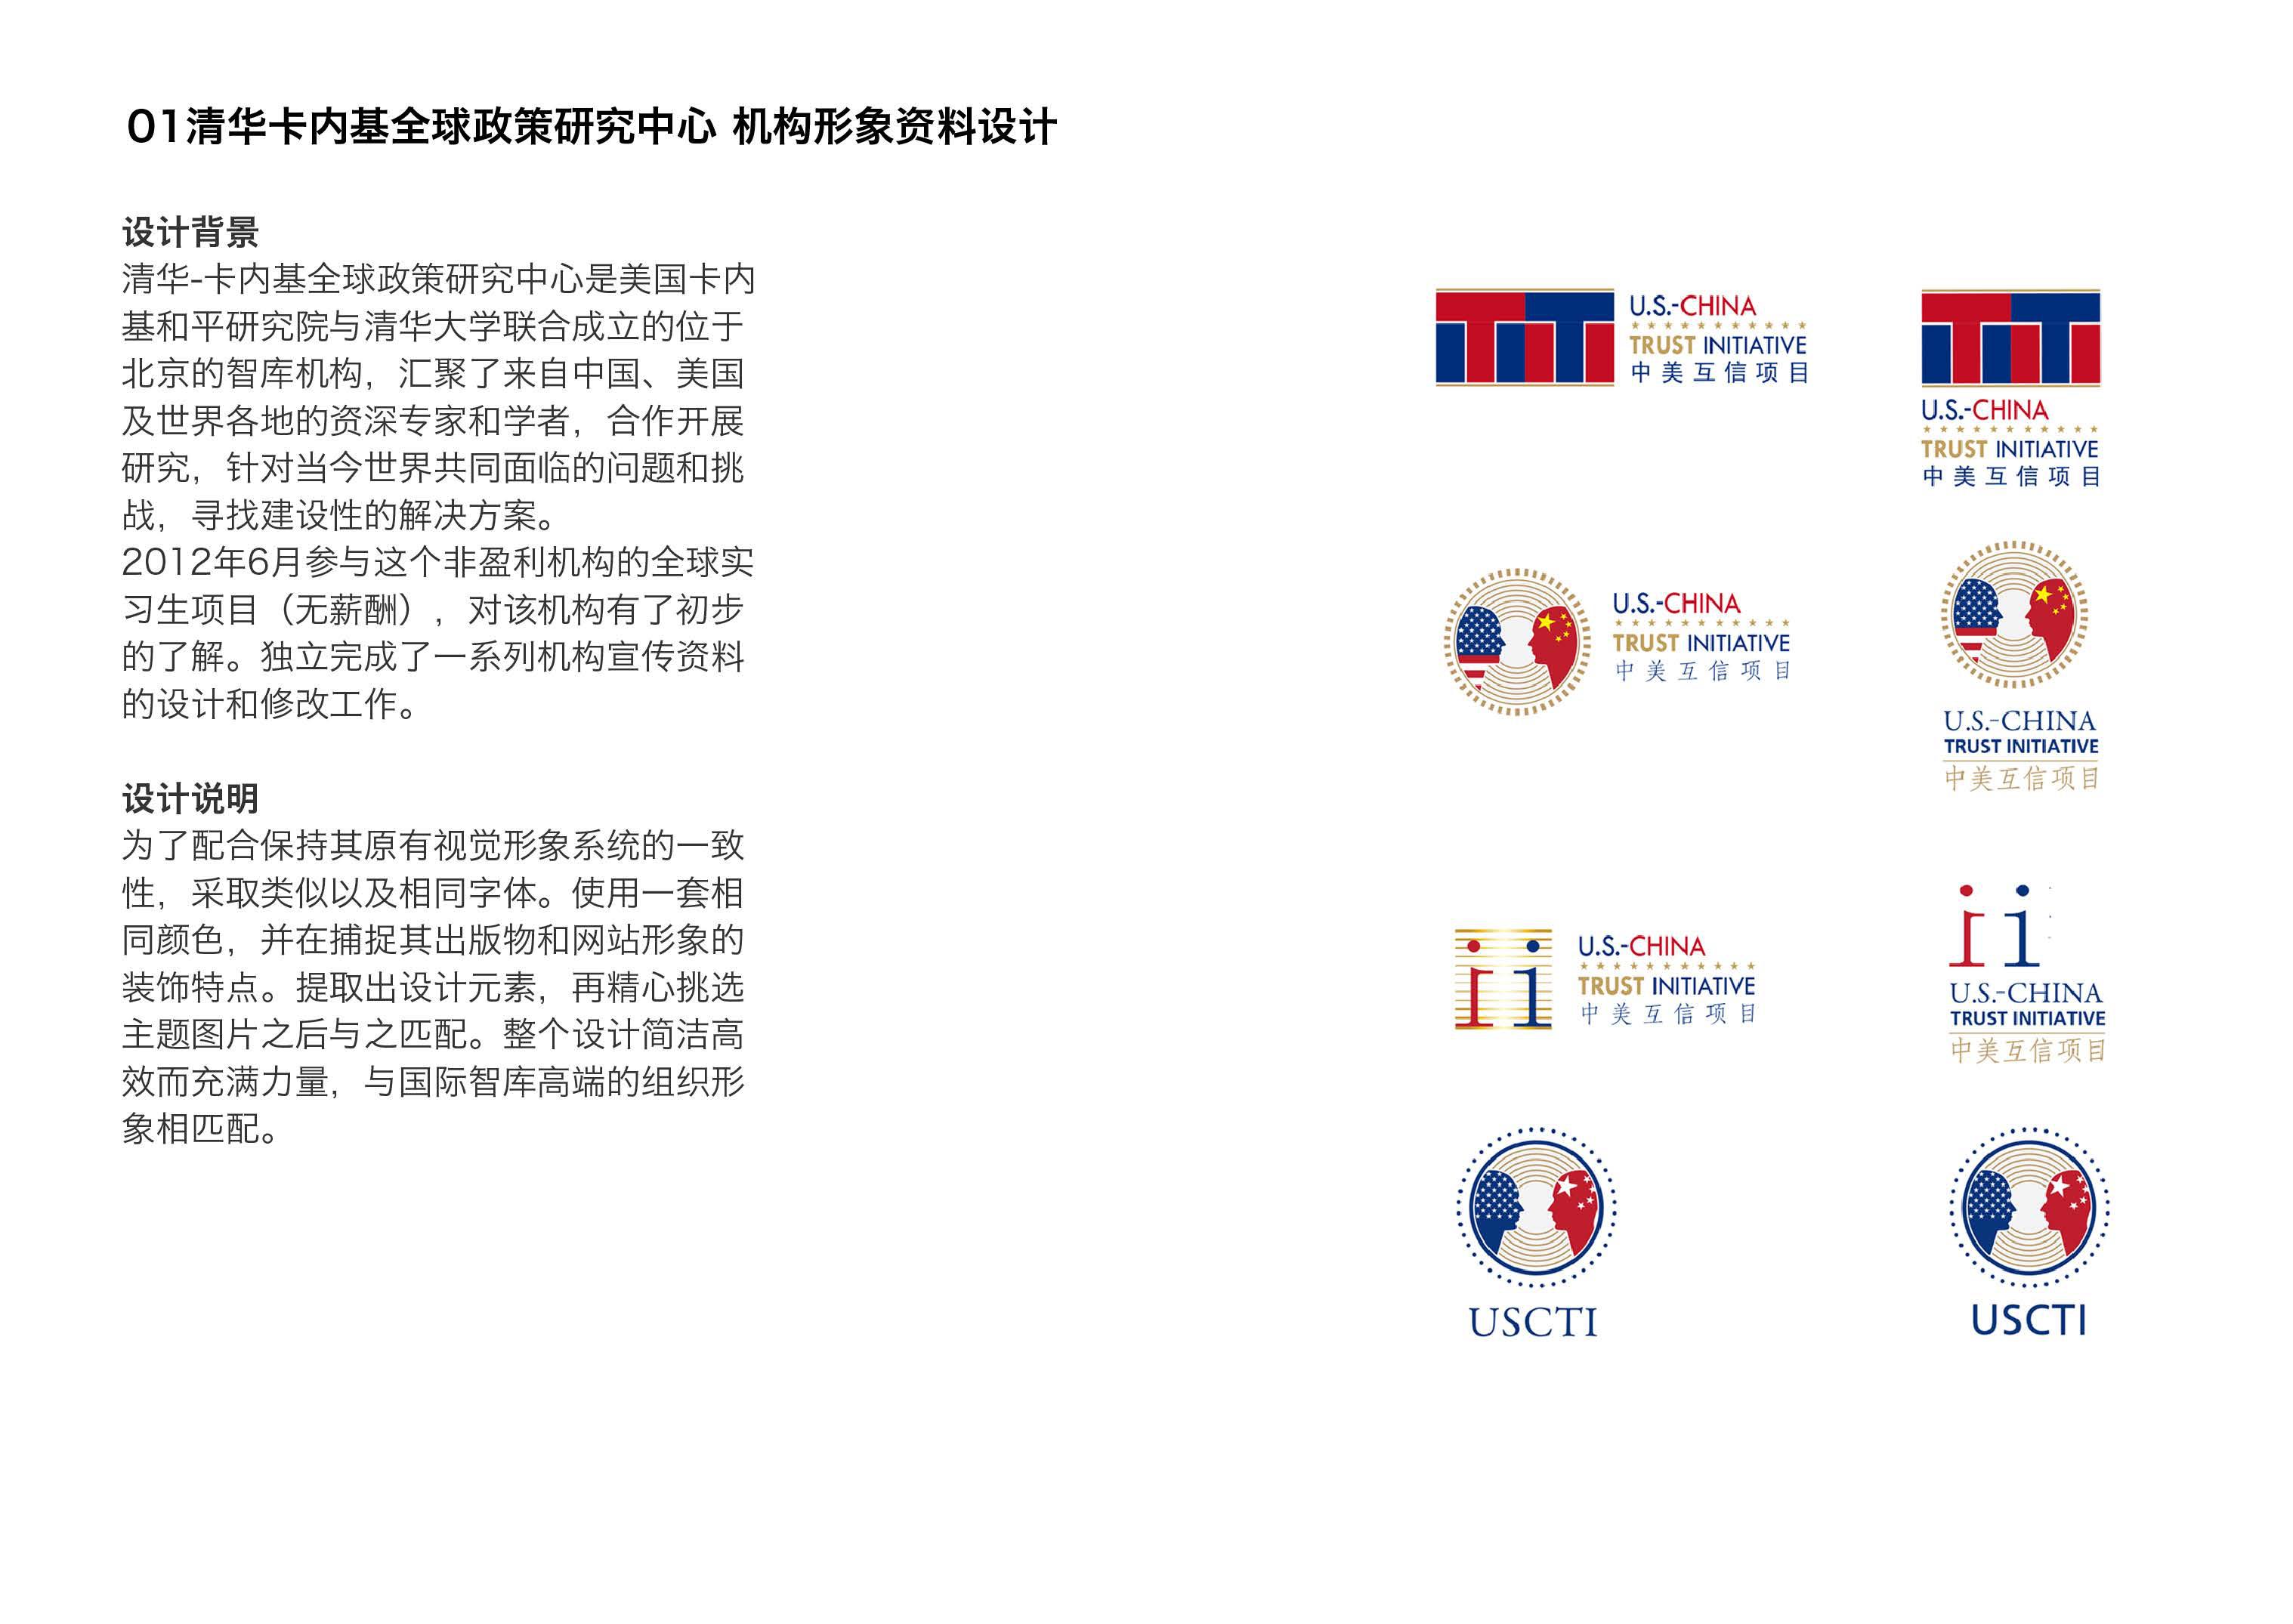 01清华卡内基全球政策研究中心 机构形象资料设计
设计背景
清华-卡内基全球政策研究中心是美国卡内
基和平研究院与清华大学联合成立的位于
北京的智库机构，汇聚了来自中国、美国
及世界各地的资深专家和学者，合作开展
研究，针对当今世界共同面临的问题和挑
战，寻找建设性的解决方案。
2012年6月参与这个非盈利机构的全球实
习生项目（无薪酬），对该机构有了初步
的了解。独立完成了一系列机构宣传资料
的设计和修改工作。
设计说明
为了配合保持其原有视觉形象系统的一致
性，采取类似以及相同字体。使用一套相
同颜色，并在捕捉其出版物和网站形象的
装饰特点。提取出设计元素，再精心挑选
主题图片之后与之匹配。整个设计简洁高
效而充满力量，与国际智库高端的组织形
象相匹配。
U.S.-CHINA
TRUST INITIATIVE
中美互信项目
U.S.-CHINA
TRUST INITIATIVE
中美互信项目
U.S.-CHINA
TRUST INITIATIVE
中美互信项目
U.S.-CHINA
TRUST INITIATIVE
中美互信项目
ii
U.S.-CHINA
TRUST INITIATIVE
中美互信项目
ii
U.S.-CHINA
TRUST INITIATIVE
中美互信项目
USCTI
USCTI